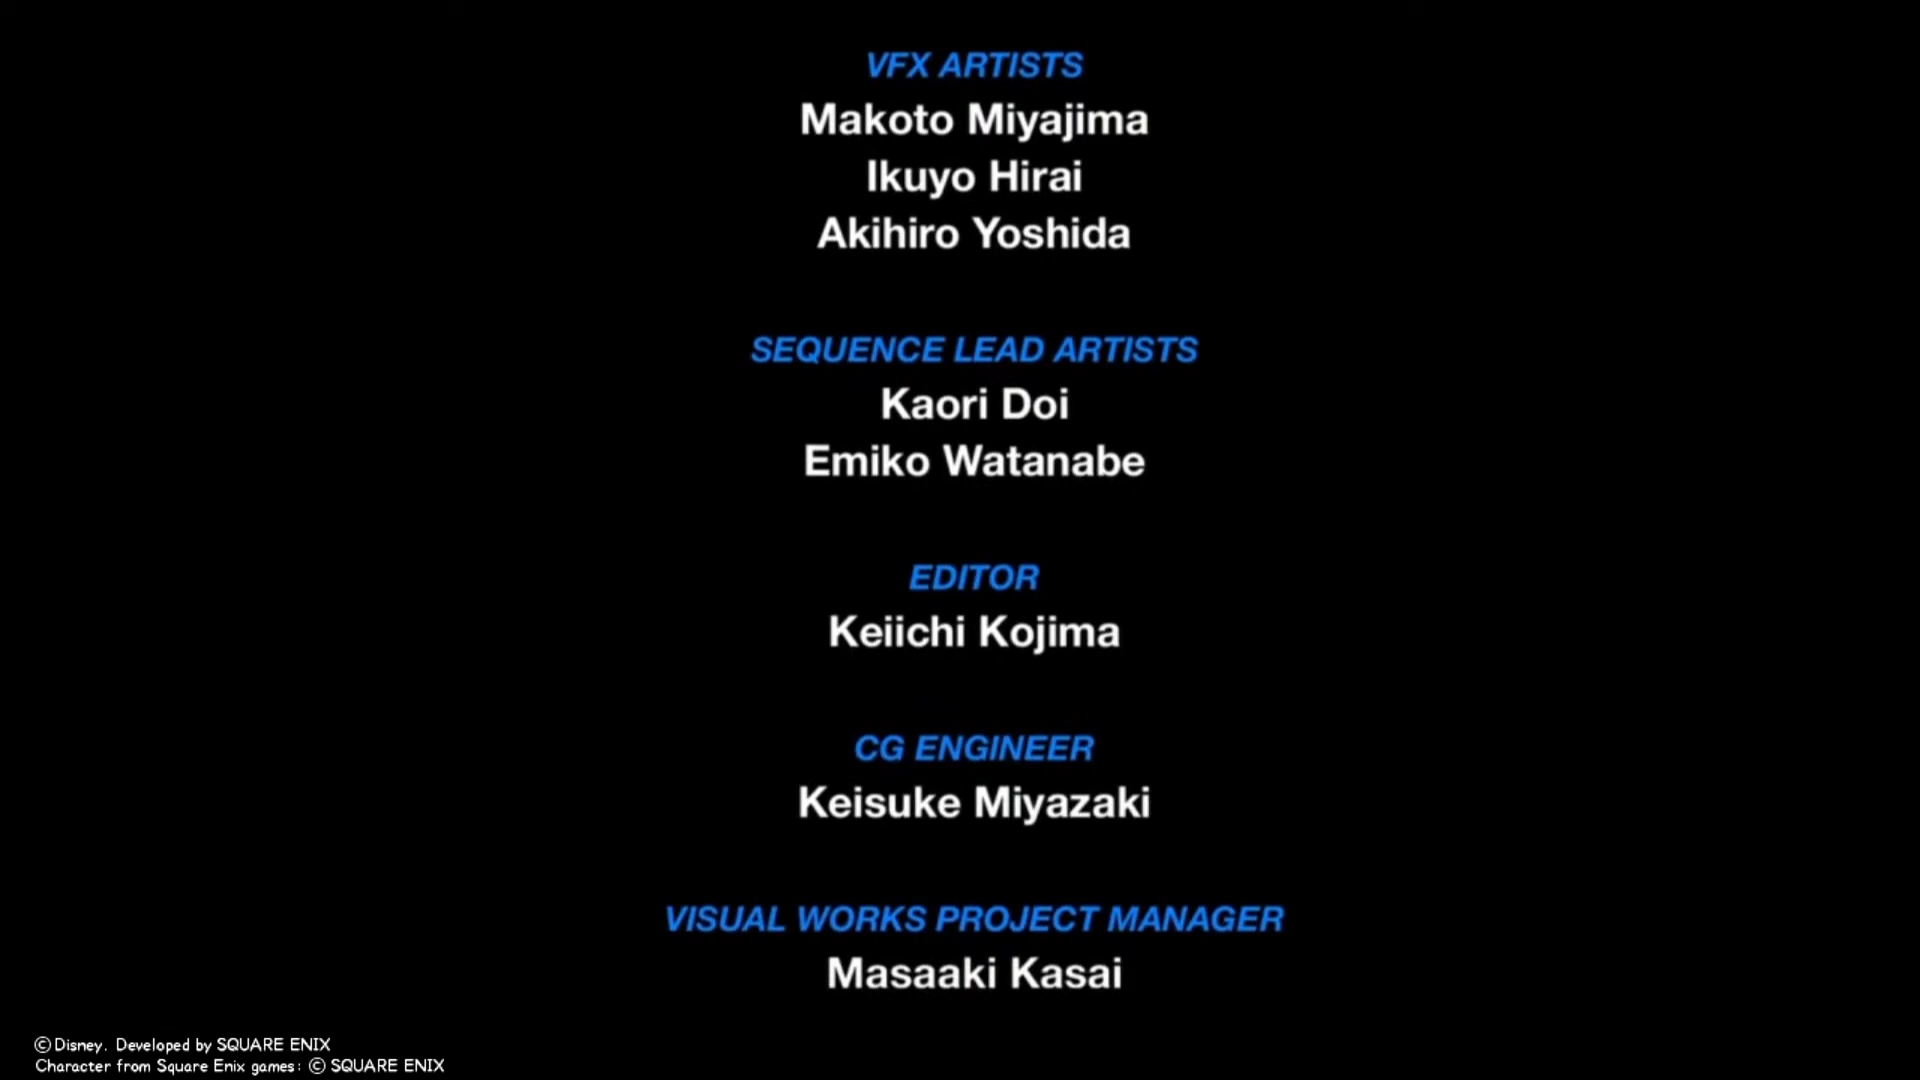 VFX ARTISTS
Makoto Miyajima
Ikuyo Hirai
Akihiro Yoshida
SEQUENCE LEAD ARTISTS
Kaori Doi
Emiko Watanabe
EDITOR
Keiichi Kojima
CG ENGINEER
Keisuke Miyazaki
VISUAL WORKS PROJECT MANAGER
Masaaki Kasai
©Disney. Developed by SQUARE ENIX
Character from Square Enix games: © SQUARE ENIX